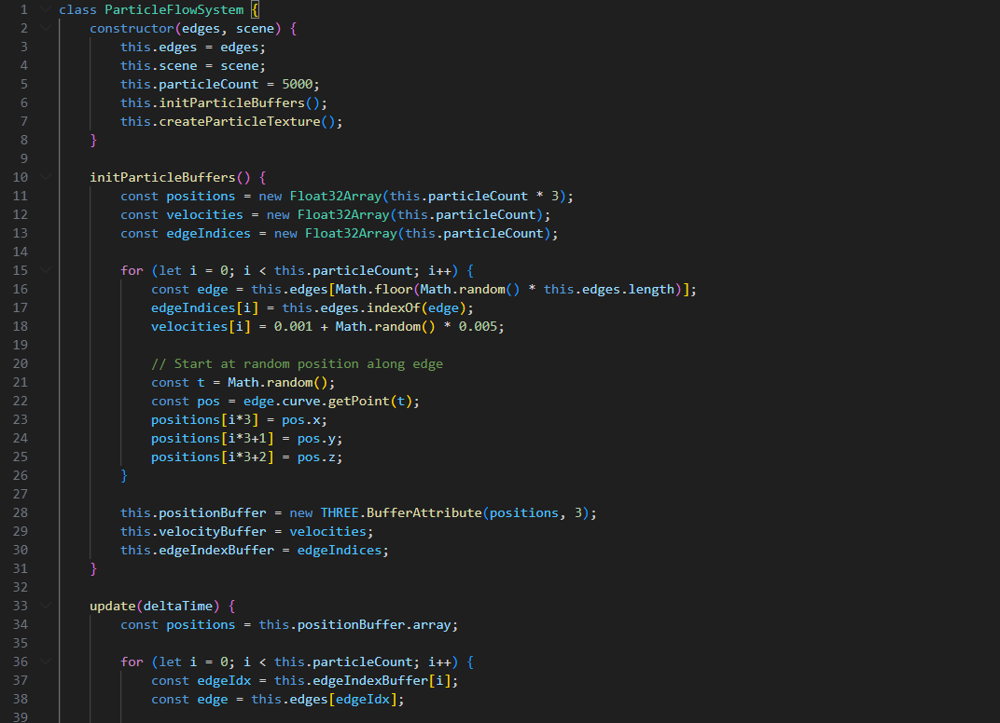 1 class ParticleFlowSystem {
2     constructor(edges, scene) {
3         this.edges = edges;
4         this.scene = scene;
5         this.particleCount = 5000;
6         this.initParticleBuffers();
7         this.createParticleTexture();
8     }
9
10     initParticleBuffers() {
11         const positions = new Float32Array(this.particleCount * 3);
12         const velocities = new Float32Array(this.particleCount);
13         const edgeIndices = new Float32Array(this.particleCount);
14
15         for (let i = 0; i < this.particleCount; i++) {
16             const edge = this.edges[Math.floor(Math.random() * this.edges.length)];
17             edgeIndices[i] = this.edges.indexOf(edge);
18             velocities[i] = 0.001 + Math.random() * 0.005;
19
20             // Start at random position along edge
21             const t = Math.random();
22             const pos = edge.curve.getPoint(t);
23             positions[i*3] = pos.x;
24             positions[i*3+1] = pos.y;
25             positions[i*3+2] = pos.z;
26         }
27
28         this.positionBuffer = new THREE.BufferAttribute(positions, 3);
29         this.velocityBuffer = velocities;
30         this.edgeIndexBuffer = edgeIndices;
31     }
32
33     update(deltaTime) {
34         const positions = this.positionBuffer.array;
35
36         for (let i = 0; i < this.particleCount; i++) {
37             const edgeIdx = this.edgeIndexBuffer[i];
38             const edge = this.edges[edgeIdx];
39